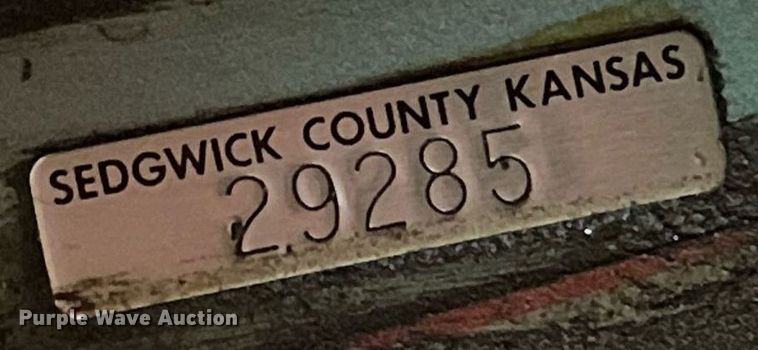 SEDGWICK COUNTY KANSAS
29285
Purple Wave Auction